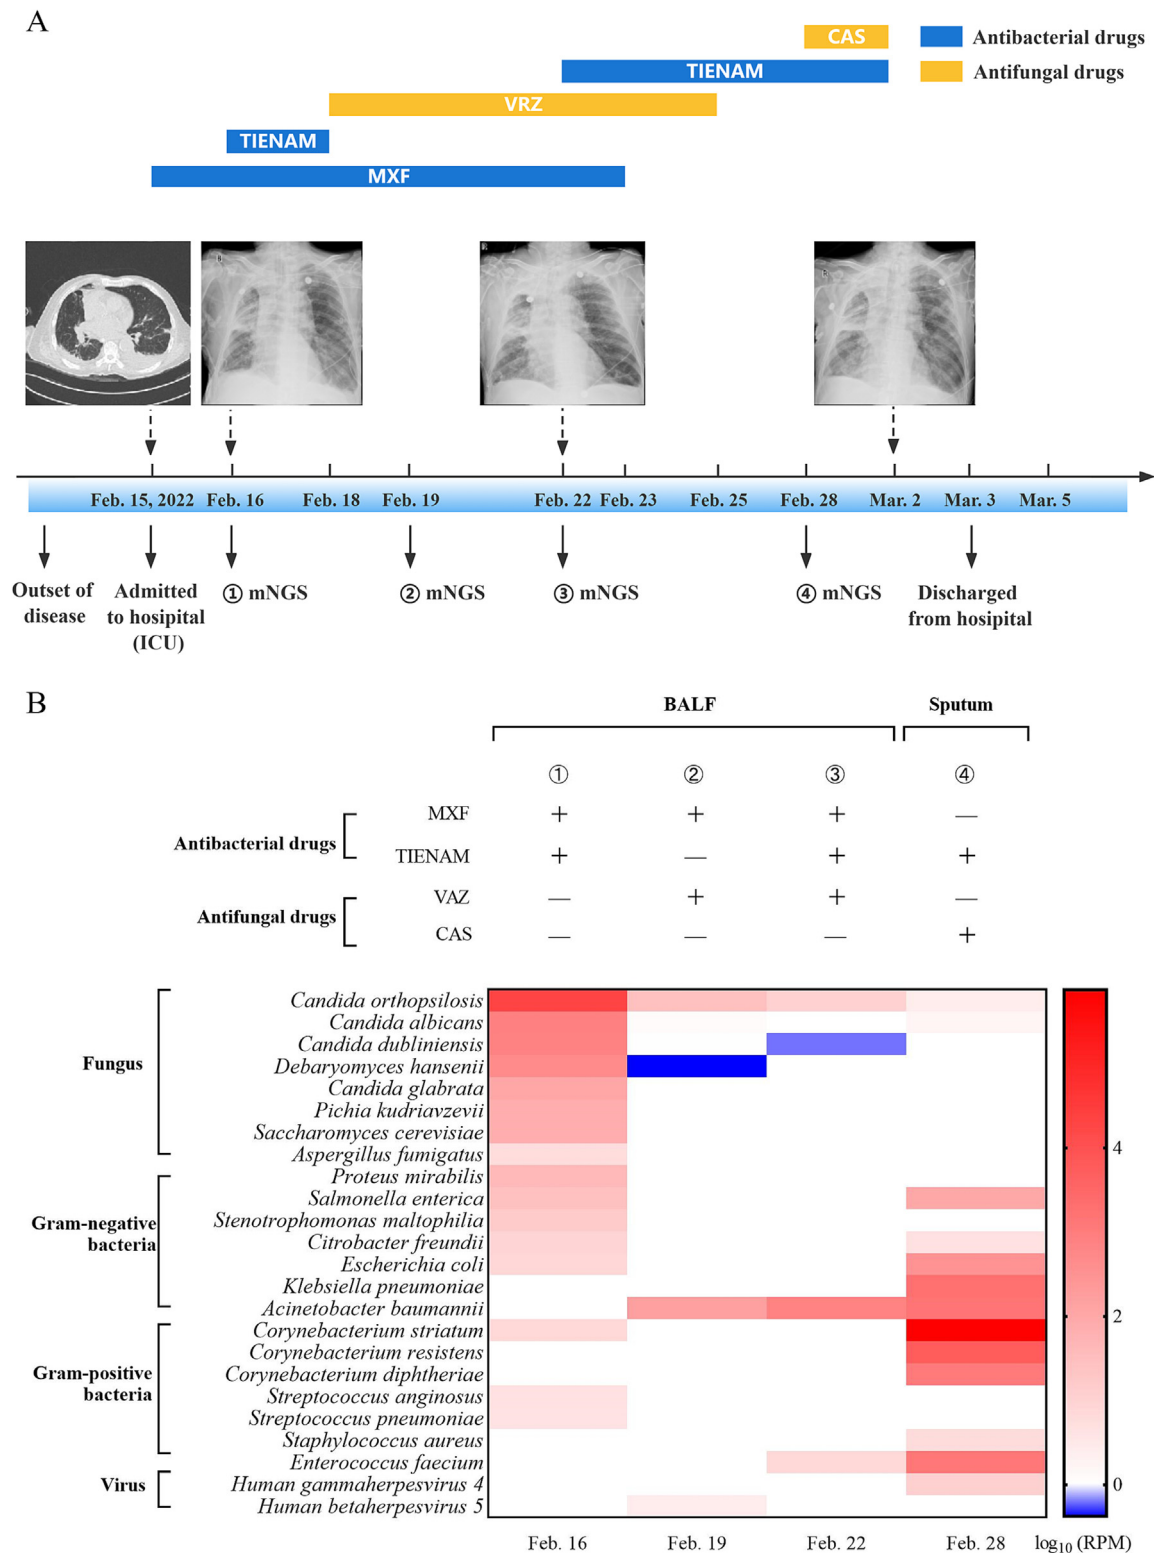 A
CAS
Antibacterial drugs
TIENAM
Antifungal drugs
VRZ
TIENAM
MXF
Feb. 15, 2022 Feb. 16 Feb. 18 Feb. 19 Feb. 22 Feb. 23 Feb. 25 Feb. 28 Mar. 2 Mar. 3 Mar. 5
Outset of
disease
Admitted
to hosipital
(ICU)
① mNGS
② mNGS
③ mNGS
④ mNGS
Discharged
from hosipital
B
BALF Sputum
① ② ③ ④
Antibacterial drugs
MXF + + + —
TIENAM + — + +
Antifungal drugs
VAZ — + + —
CAS — — — +
Fungus
Candida orthopsilosis
Candida albicans
Candida dubliniensis
Debaryomyces hansenii
Candida glabrata
Pichia kudriavzevii
Saccharomyces cerevisiae
Aspergillus fumigatus
Gram-negative
bacteria
Proteus mirabilis
Salmonella enterica
Stenotrophomonas maltophilia
Citrobacter freundii
Escherichia coli
Klebsiella pneumoniae
Acinetobacter baumannii
Gram-positive
bacteria
Corynebacterium striatum
Corynebacterium resistens
Corynebacterium diphtheriae
Streptococcus anginosus
Streptococcus pneumoniae
Staphylococcus aureus
Enterococcus faecium
Virus
Human gammaherpesvirus 4
Human betaherpesvirus 5
4
2
0
Feb. 16 Feb. 19 Feb. 22 Feb. 28 log₁₀ (RPM)